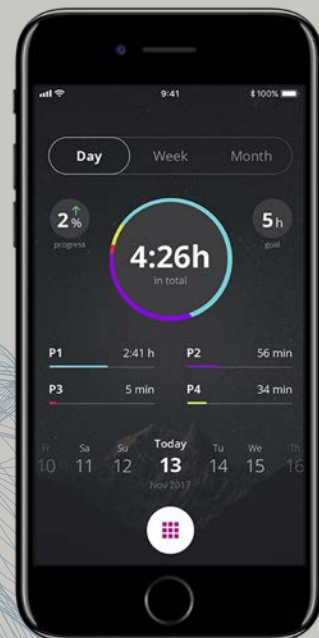 9:41 100%
Day Week Month
2% 4:26h 5h
progress in total goal
P1 2:41 h P2 56 min
P3 5 min P4 34 min
Fr Sa Su Today Tu We Th
10 11 12 13 14 15 16
Nov 2017